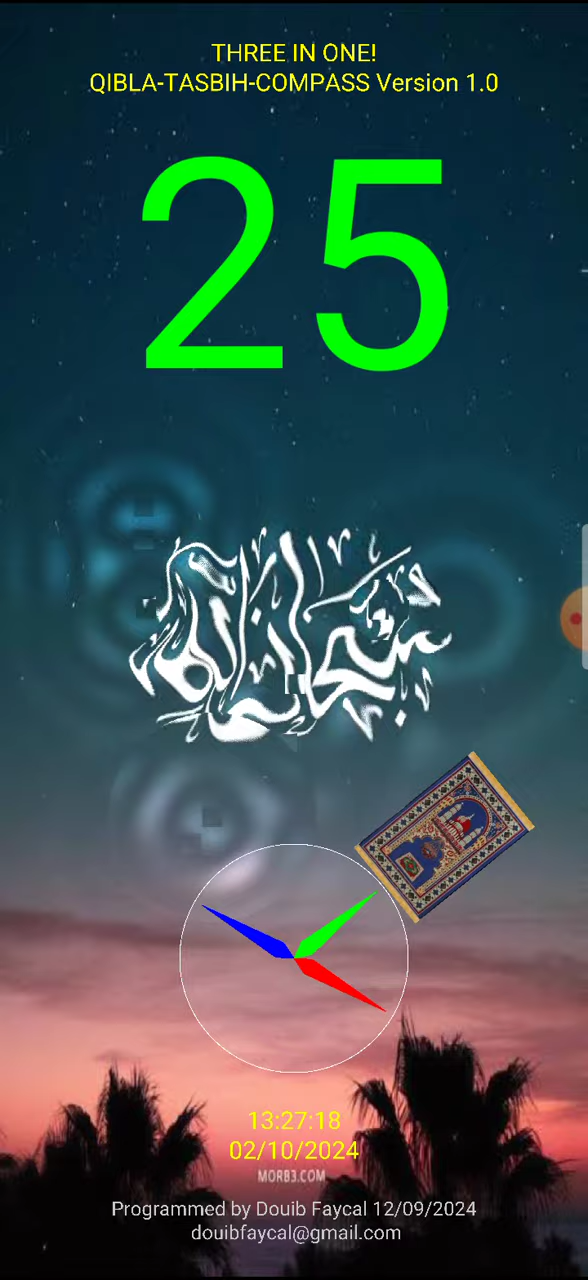 THREE IN ONE!
QIBLA-TASBIH-COMPASS Version 1.0
25
سبحان الله
13:27:18
02/10/2024
MORB3.COM
Programmed by Douib Faycal 12/09/2024
douibfaycal@gmail.com